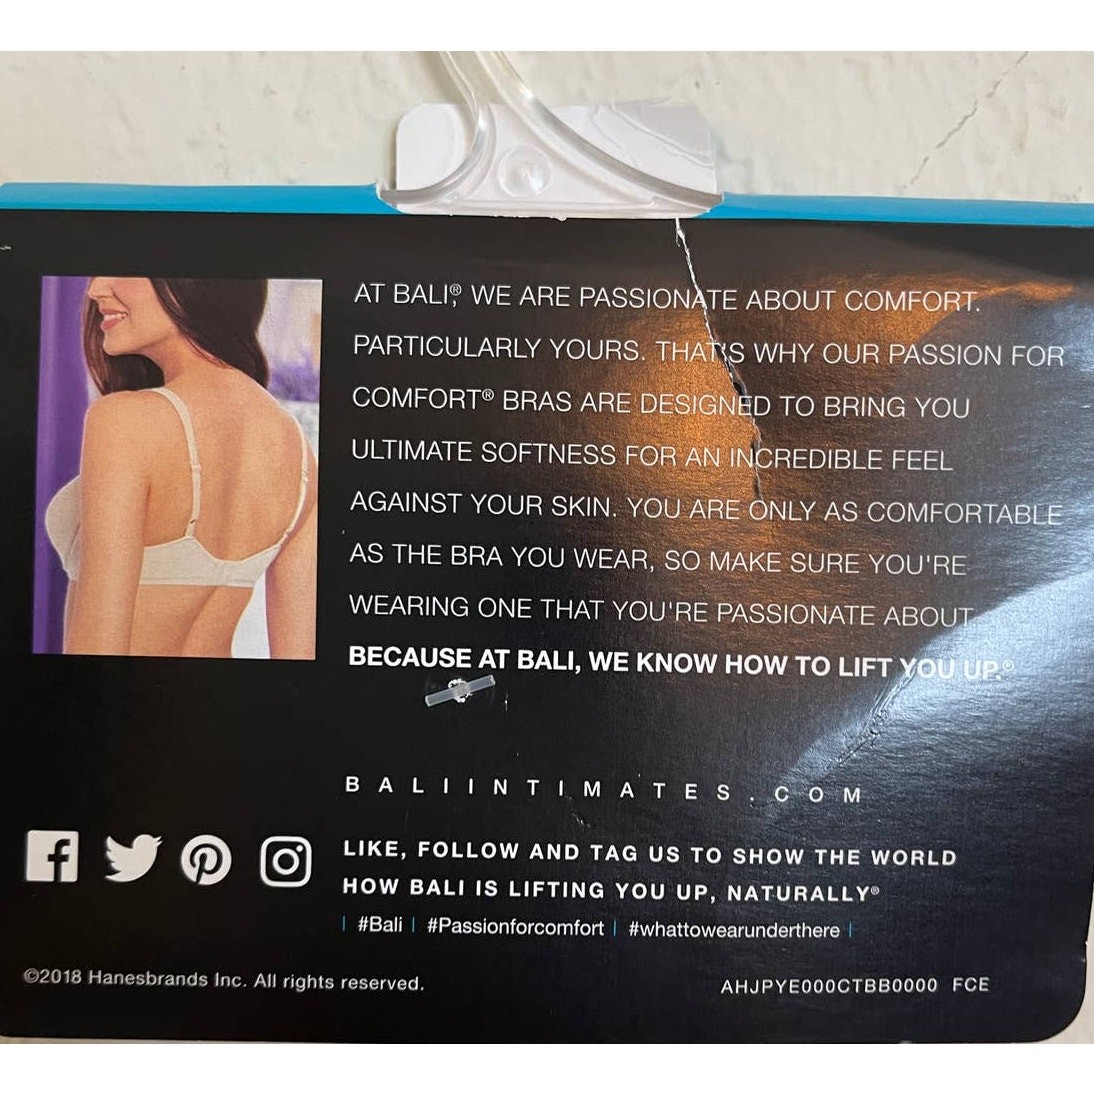 AT BALI®, WE ARE PASSIONATE ABOUT COMFORT.
PARTICULARLY YOURS. THAT'S WHY OUR PASSION FOR
COMFORT® BRAS ARE DESIGNED TO BRING YOU
ULTIMATE SOFTNESS FOR AN INCREDIBLE FEEL
AGAINST YOUR SKIN. YOU ARE ONLY AS COMFORTABLE
AS THE BRA YOU WEAR, SO MAKE SURE YOU'RE
WEARING ONE THAT YOU'RE PASSIONATE ABOUT
BECAUSE AT BALI, WE KNOW HOW TO LIFT YOU UP.®
BALIINTIMATES.COM
LIKE, FOLLOW AND TAG US TO SHOW THE WORLD
HOW BALI IS LIFTING YOU UP, NATURALLY®
| #Bali | #Passionforcomfort | #whattowearunderthere |
©2018 Hanesbrands Inc. All rights reserved.
AHJPYE000CTBB0000 FCE